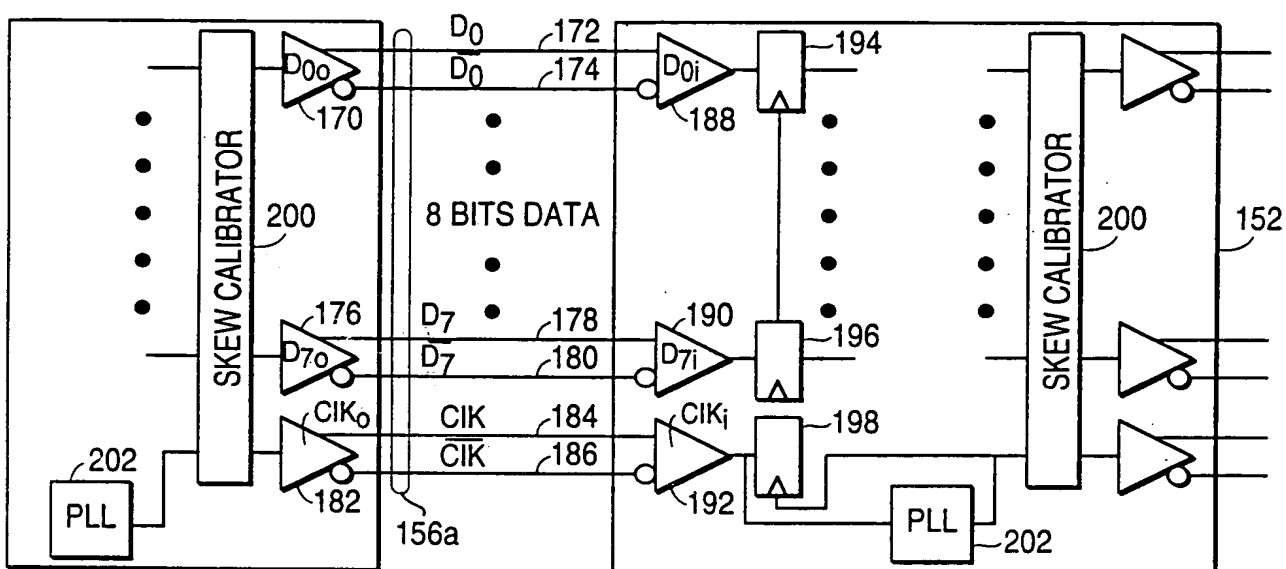 D0 172
D0 174
D0o
170
D0i
188
194
SKEW CALIBRATOR
200
8 BITS DATA
SKEW CALIBRATOR
200
152
176
D7 178
D7 180
D7o
190
D7i
196
ClKo
182
ClK 184
ClK 186
ClKi
192
198
202
PLL
156a
PLL
202